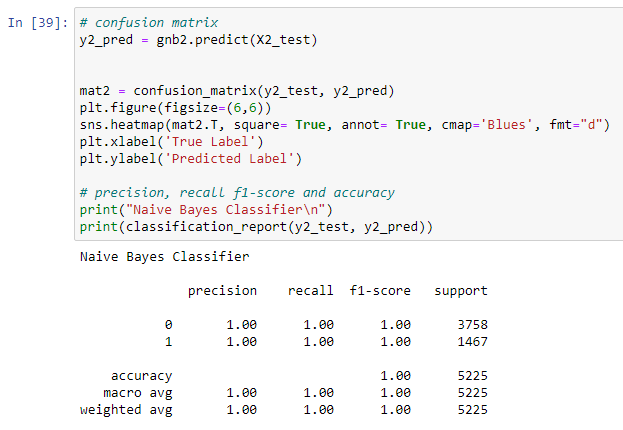 In [39]: # confusion matrix
y2_pred = gnb2.predict(X2_test)
mat2 = confusion_matrix(y2_test, y2_pred)
plt.figure(figsize=(6,6))
sns.heatmap(mat2.T, square= True, annot= True, cmap='Blues', fmt="d")
plt.xlabel('True Label')
plt.ylabel('Predicted Label')
# precision, recall f1-score and accuracy
print("Naive Bayes Classifier\n")
print(classification_report(y2_test, y2_pred))
Naive Bayes Classifier
precision recall f1-score support
0 1.00 1.00 1.00 3758
1 1.00 1.00 1.00 1467
accuracy 1.00 5225
macro avg 1.00 1.00 1.00 5225
weighted avg 1.00 1.00 1.00 5225